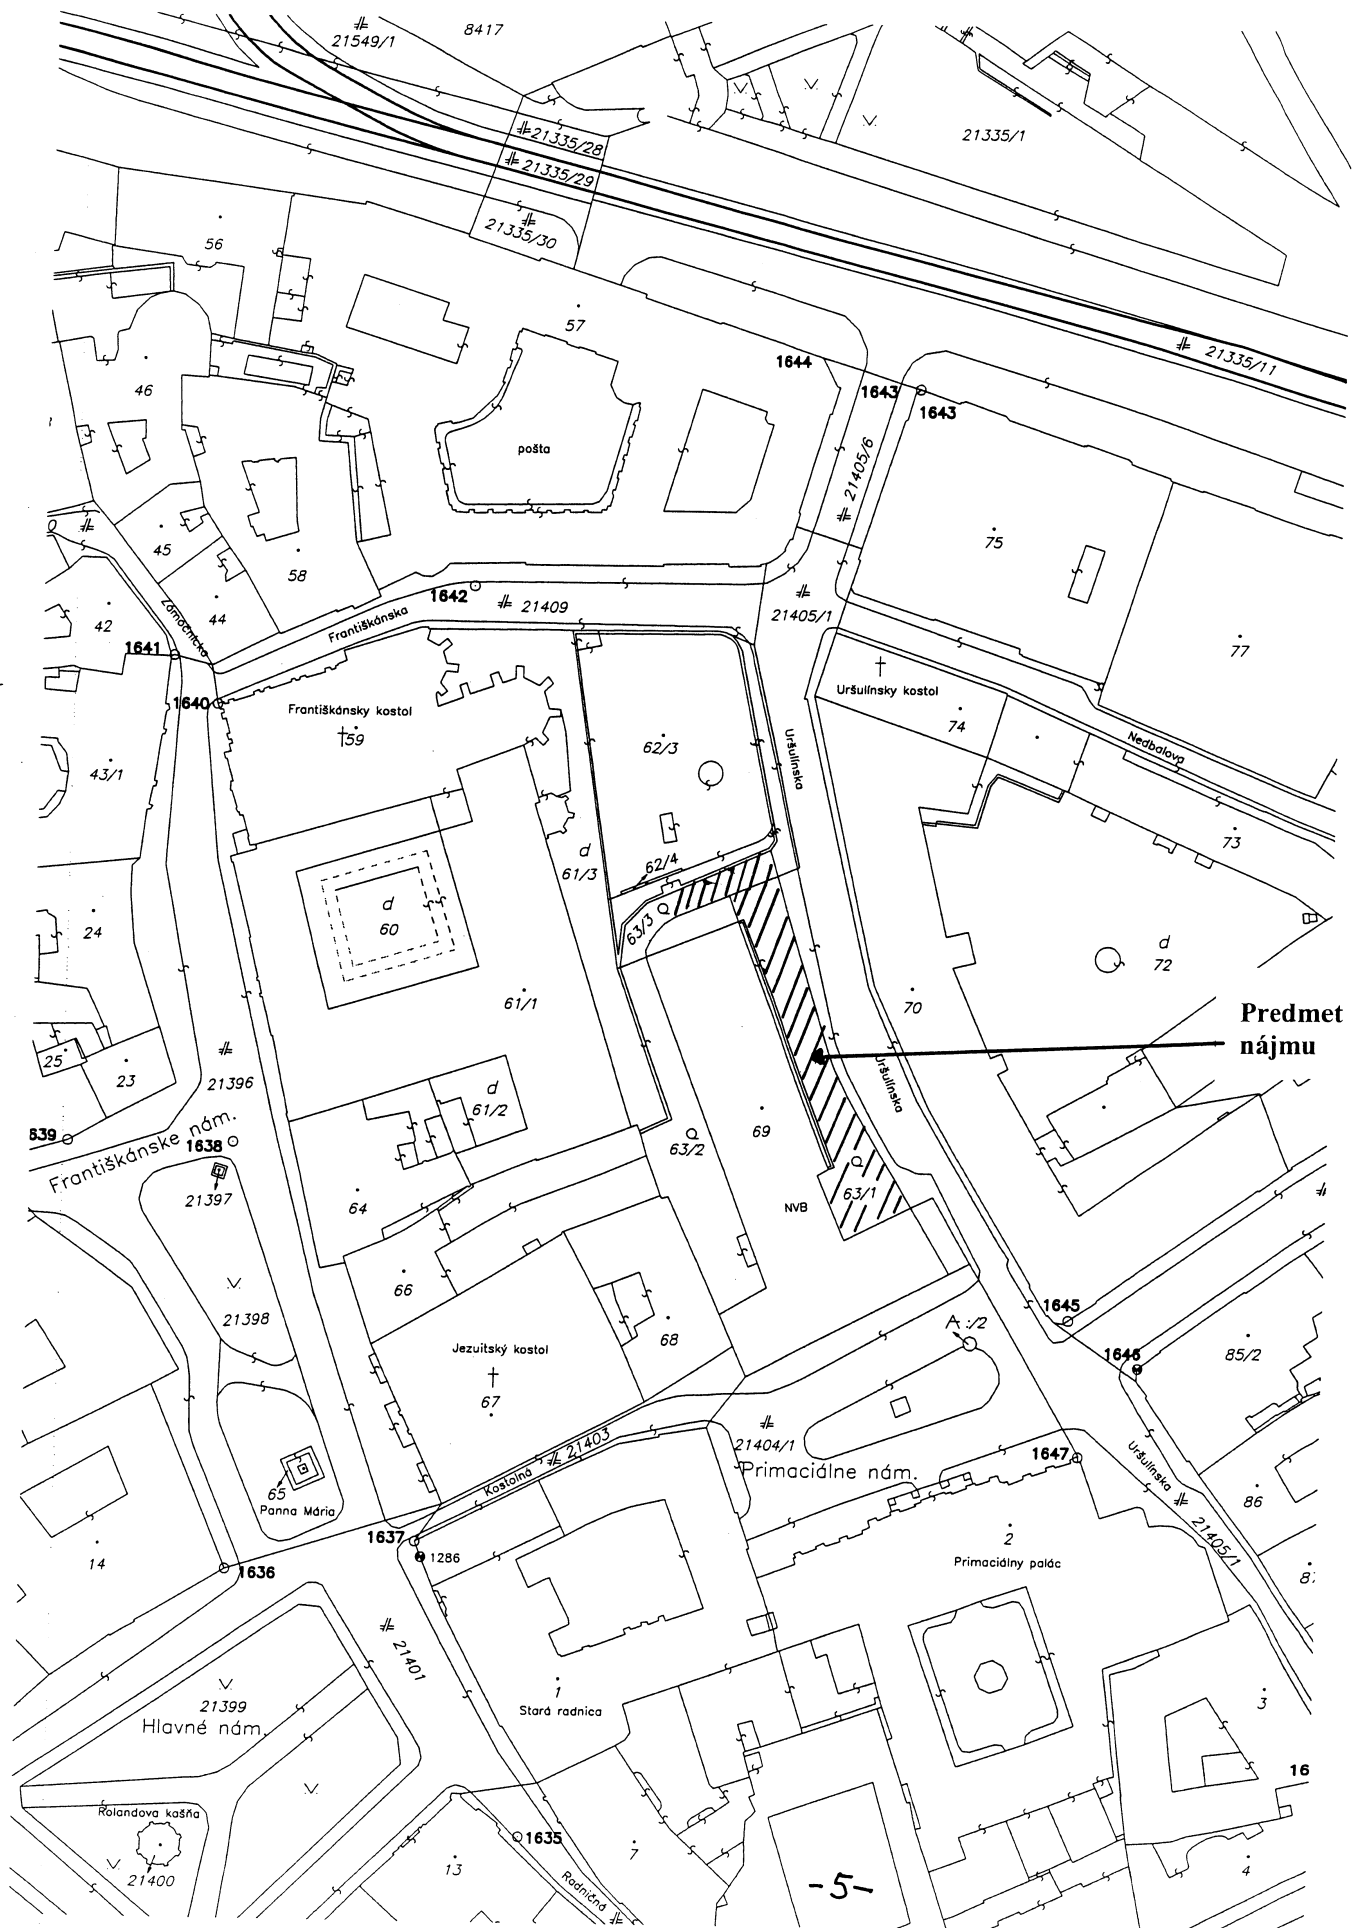 21549/1
8417
21335/28
21335/29
21335/30
21335/1
21335/11
56
57
46
pošta
1644
1643
1643
21405/6
75
45
58
44
42
Zámočnícka
1641
1640
1642
21409
Františkánska
21405/1
77
Uršulínsky kostol
74
Nedbalova
73
Františkánsky kostol
59
43/1
62/3
Uršulínska
62/4
d
61/3
63/3
d
60
24
61/1
70
d
72
Predmet
nájmu
25
23
21396
d
61/2
Uršulínska
69
639
1638
Františkánske nám.
21397
63/2
63/1
NVB
64
66
21398
68
Jezuitský kostol
67
1645
A :/2
1646
85/2
21403
Kostolná
21404/1
Primaciálne nám.
1647
Uršulínska
21405/1
86
65
Panna Mária
14
1637
1286
1636
2
Primaciálny palác
21401
21399
Hlavné nám.
1
Stará radnica
3
16
Rolandova kašňa
21400
1635
13
7
Radničná
4
-5-